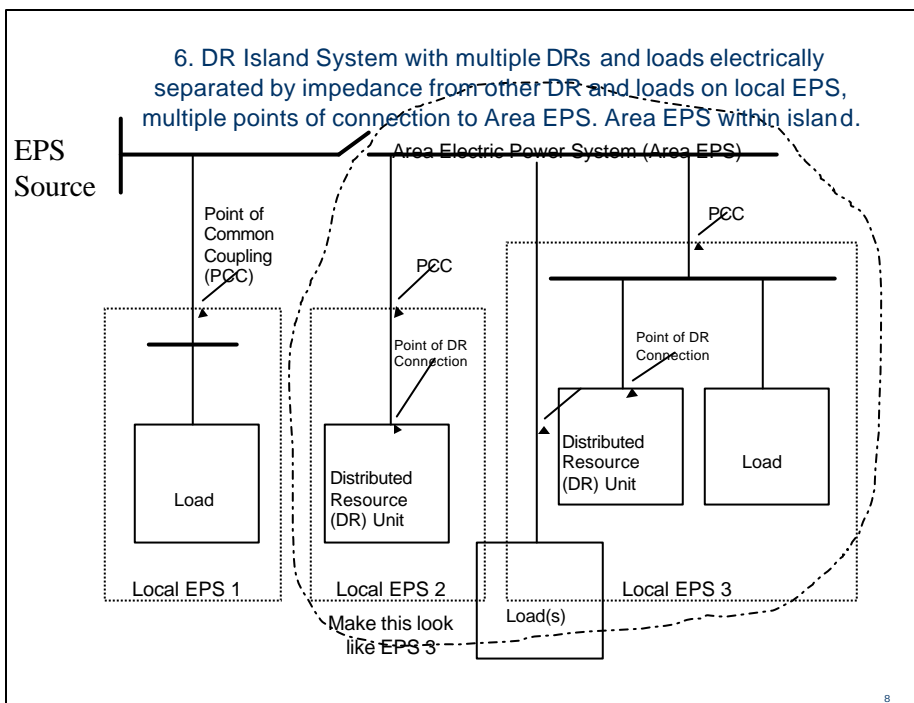 6. DR Island System with multiple DRs and loads electrically
separated by impedance from other DR and loads on local EPS,
multiple points of connection to Area EPS. Area EPS within island.
EPS
Source
Area Electric Power System (Area EPS)
Point of
Common
Coupling
(PCC)
PCC
PCC
Point of DR
Connection
Point of DR
Connection
Load
Distributed
Resource
(DR) Unit
Distributed
Resource
(DR) Unit
Load
Local EPS 1
Local EPS 2
Local EPS 3
Load(s)
Make this look
like EPS 3
8